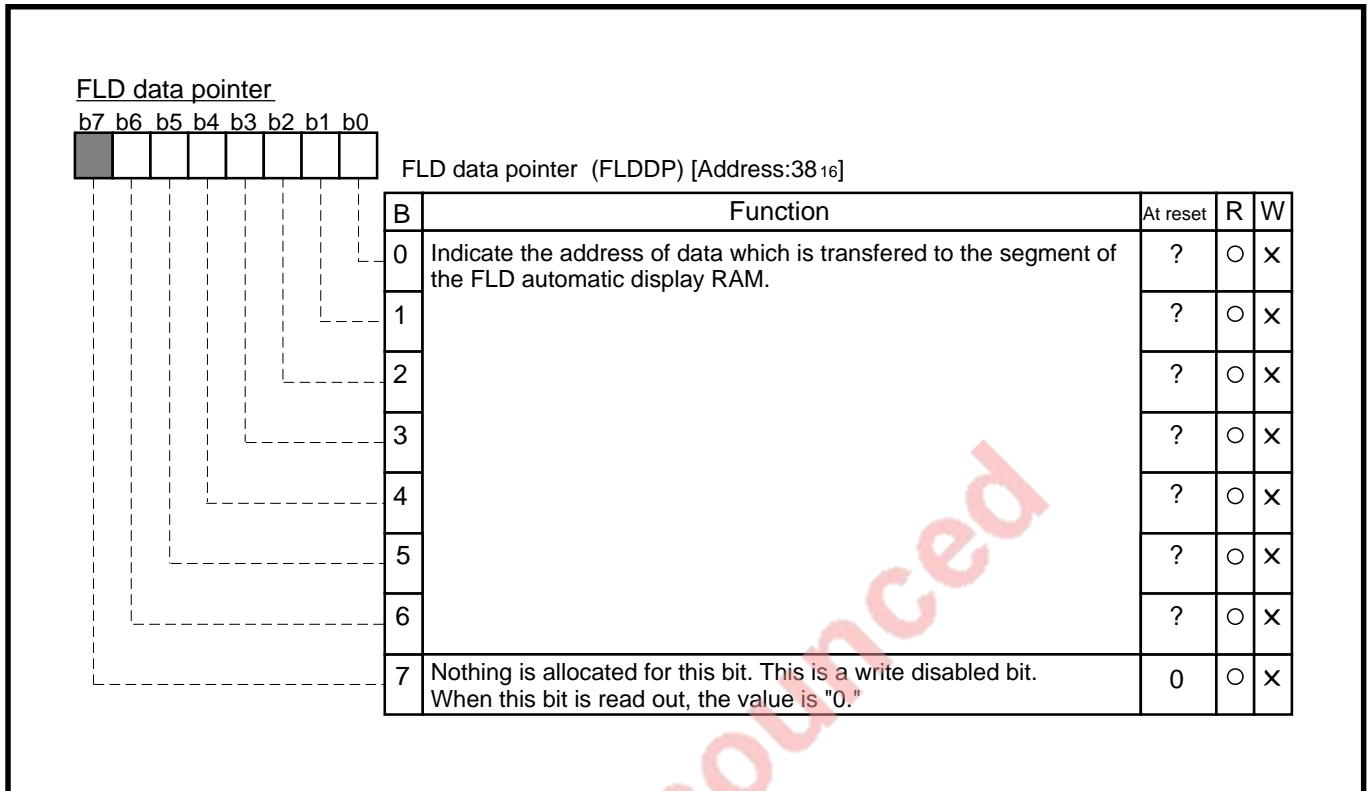 FLD data pointer
b7 b6 b5 b4 b3 b2 b1 b0
FLD data pointer (FLDDP) [Address:3816]
B Function At reset R W
0 Indicate the address of data which is transfered to the segment of
the FLD automatic display RAM. ? ○ ×
1 ? ○ ×
2 ? ○ ×
3 ? ○ ×
4 ? ○ ×
5 ? ○ ×
6 ? ○ ×
7 Nothing is allocated for this bit. This is a write disabled bit.
When this bit is read out, the value is "0." 0 ○ ×